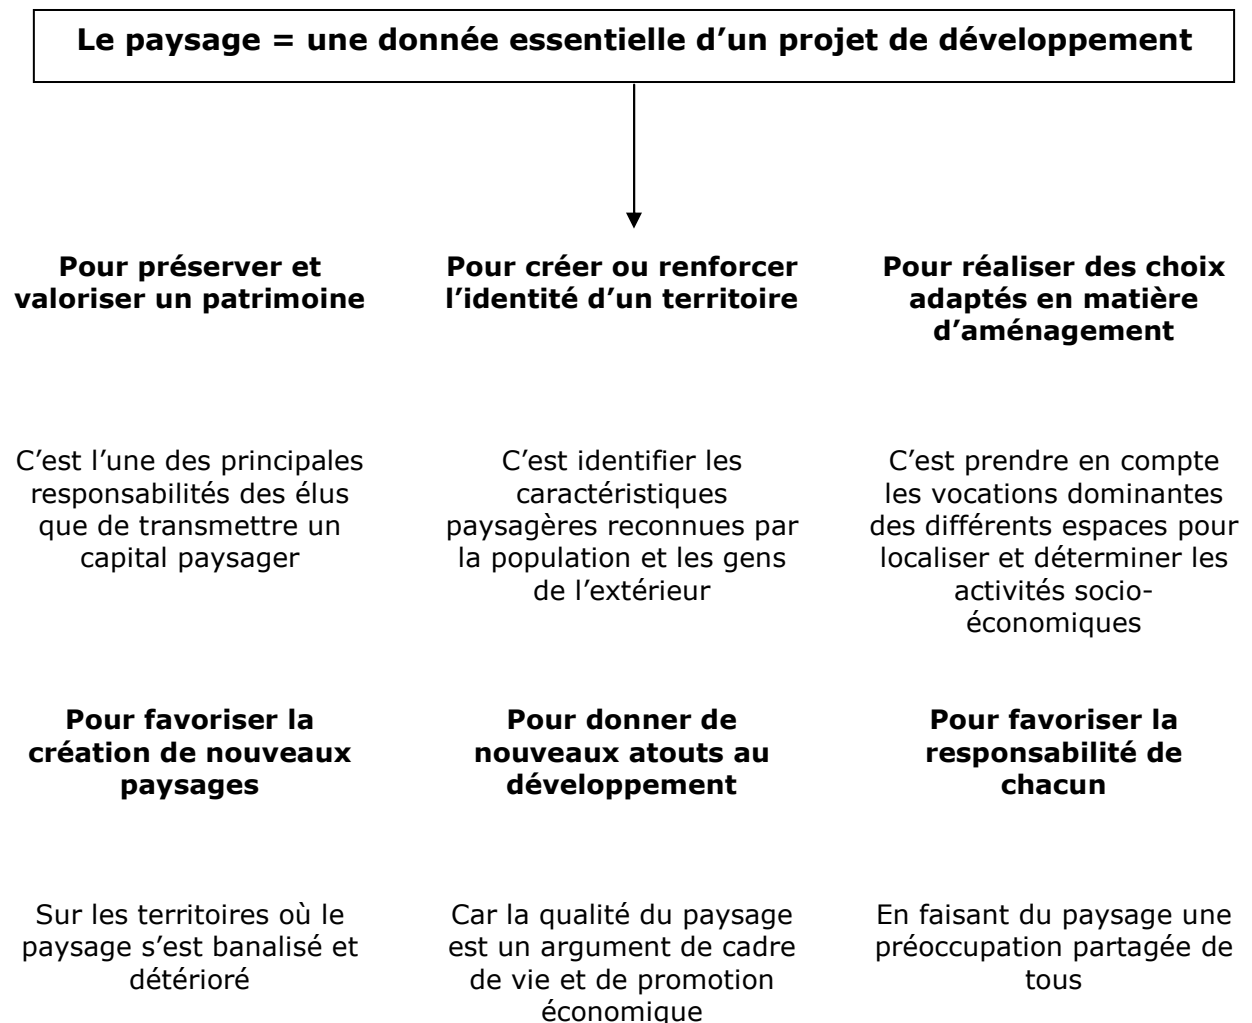 Le paysage = une donnée essentielle d’un projet de développement
Pour préserver et
valoriser un patrimoine
Pour créer ou renforcer
l’identité d’un territoire
Pour réaliser des choix
adaptés en matière
d’aménagement
C’est l’une des principales
responsabilités des élus
que de transmettre un
capital paysager
C’est identifier les
caractéristiques
paysagères reconnues par
la population et les gens
de l’extérieur
C’est prendre en compte
les vocations dominantes
des différents espaces pour
localiser et déterminer les
activités socio-
économiques
Pour favoriser la
création de nouveaux
paysages
Pour donner de
nouveaux atouts au
développement
Pour favoriser la
responsabilité de
chacun
Sur les territoires où le
paysage s’est banalisé et
détérioré
Car la qualité du paysage
est un argument de cadre
de vie et de promotion
économique
En faisant du paysage une
préoccupation partagée de
tous